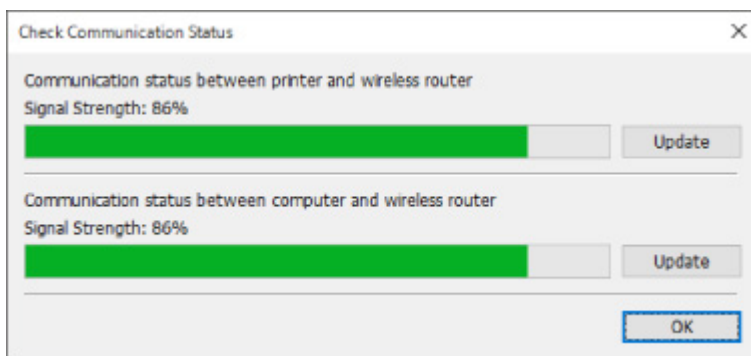 Check Communication Status
Communication status between printer and wireless router
Signal Strength: 86%
Update
Communication status between computer and wireless router
Signal Strength: 86%
Update
OK